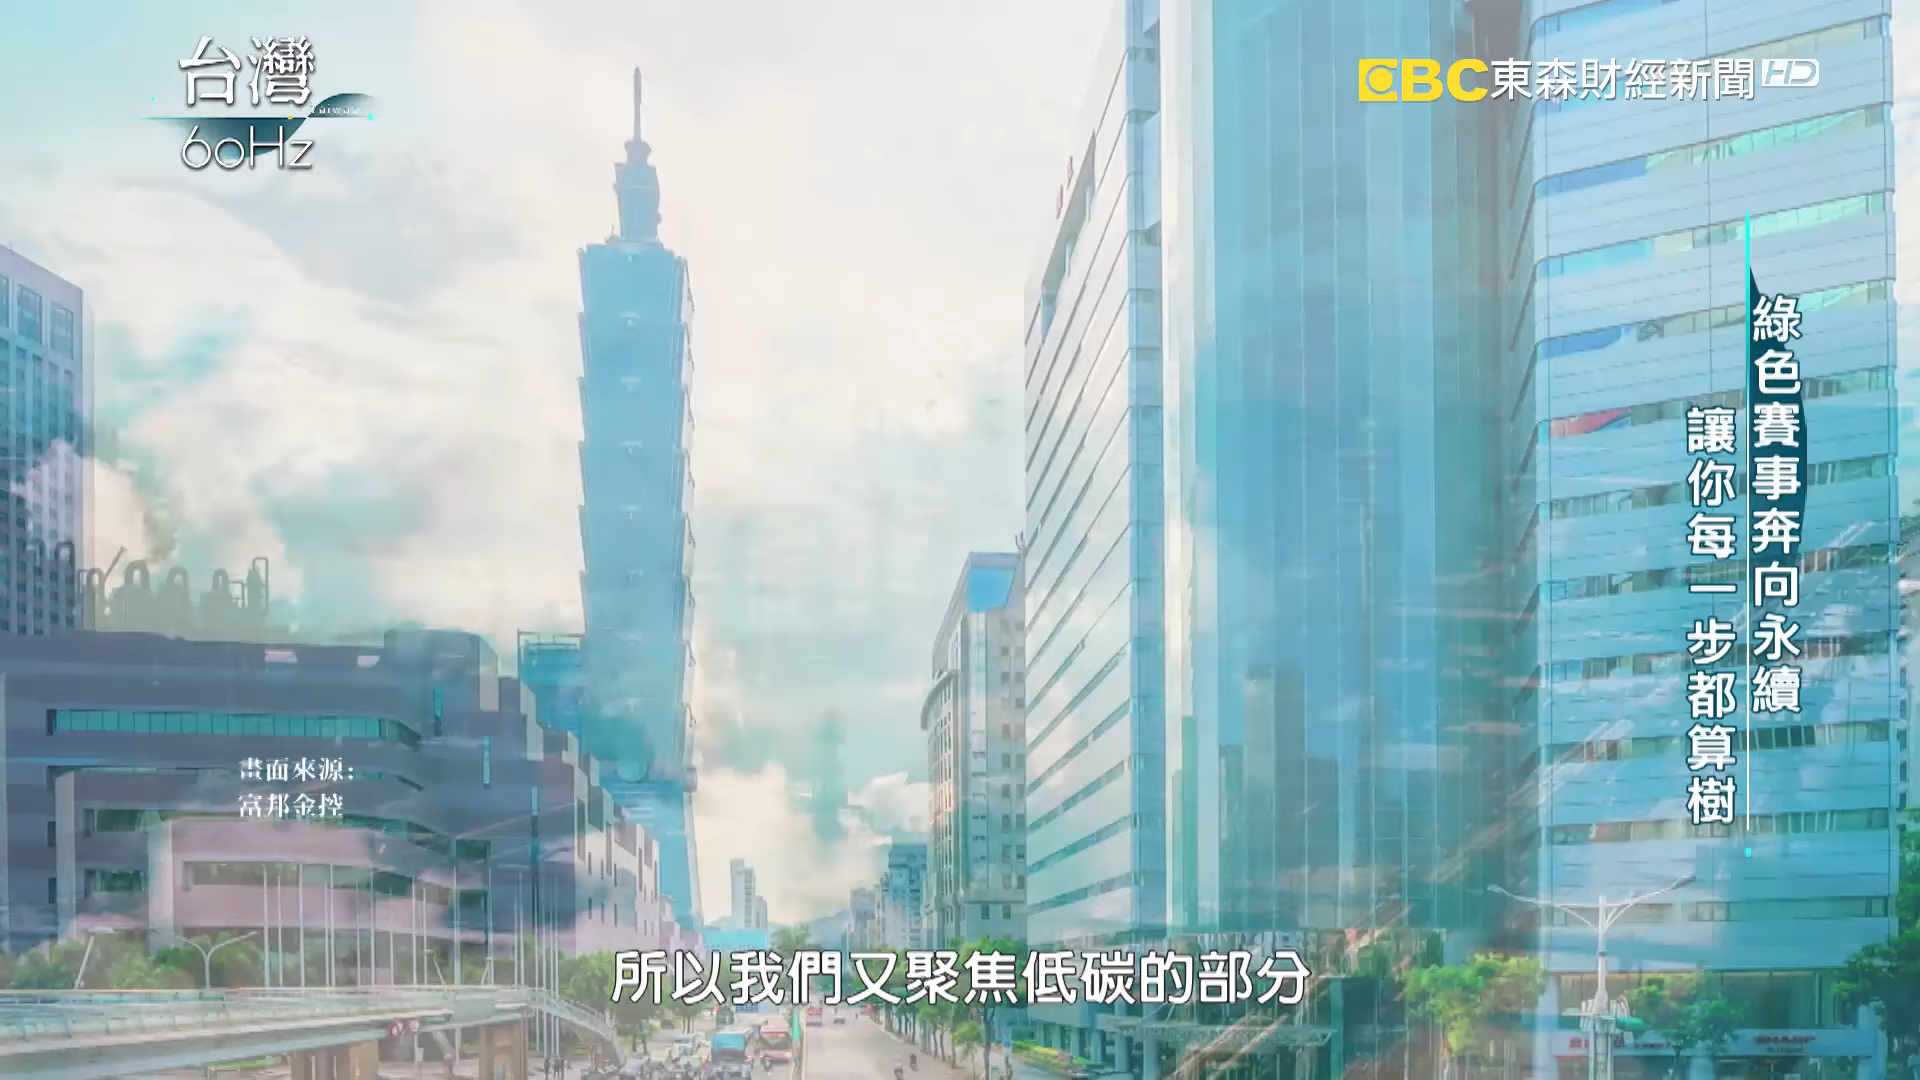 台灣
Taiwan
60Hz
EBC東森財經新聞HD
綠色賽事奔向永續
讓你每一步都算樹
畫面來源:
富邦金控
所以我們又聚焦低碳的部分